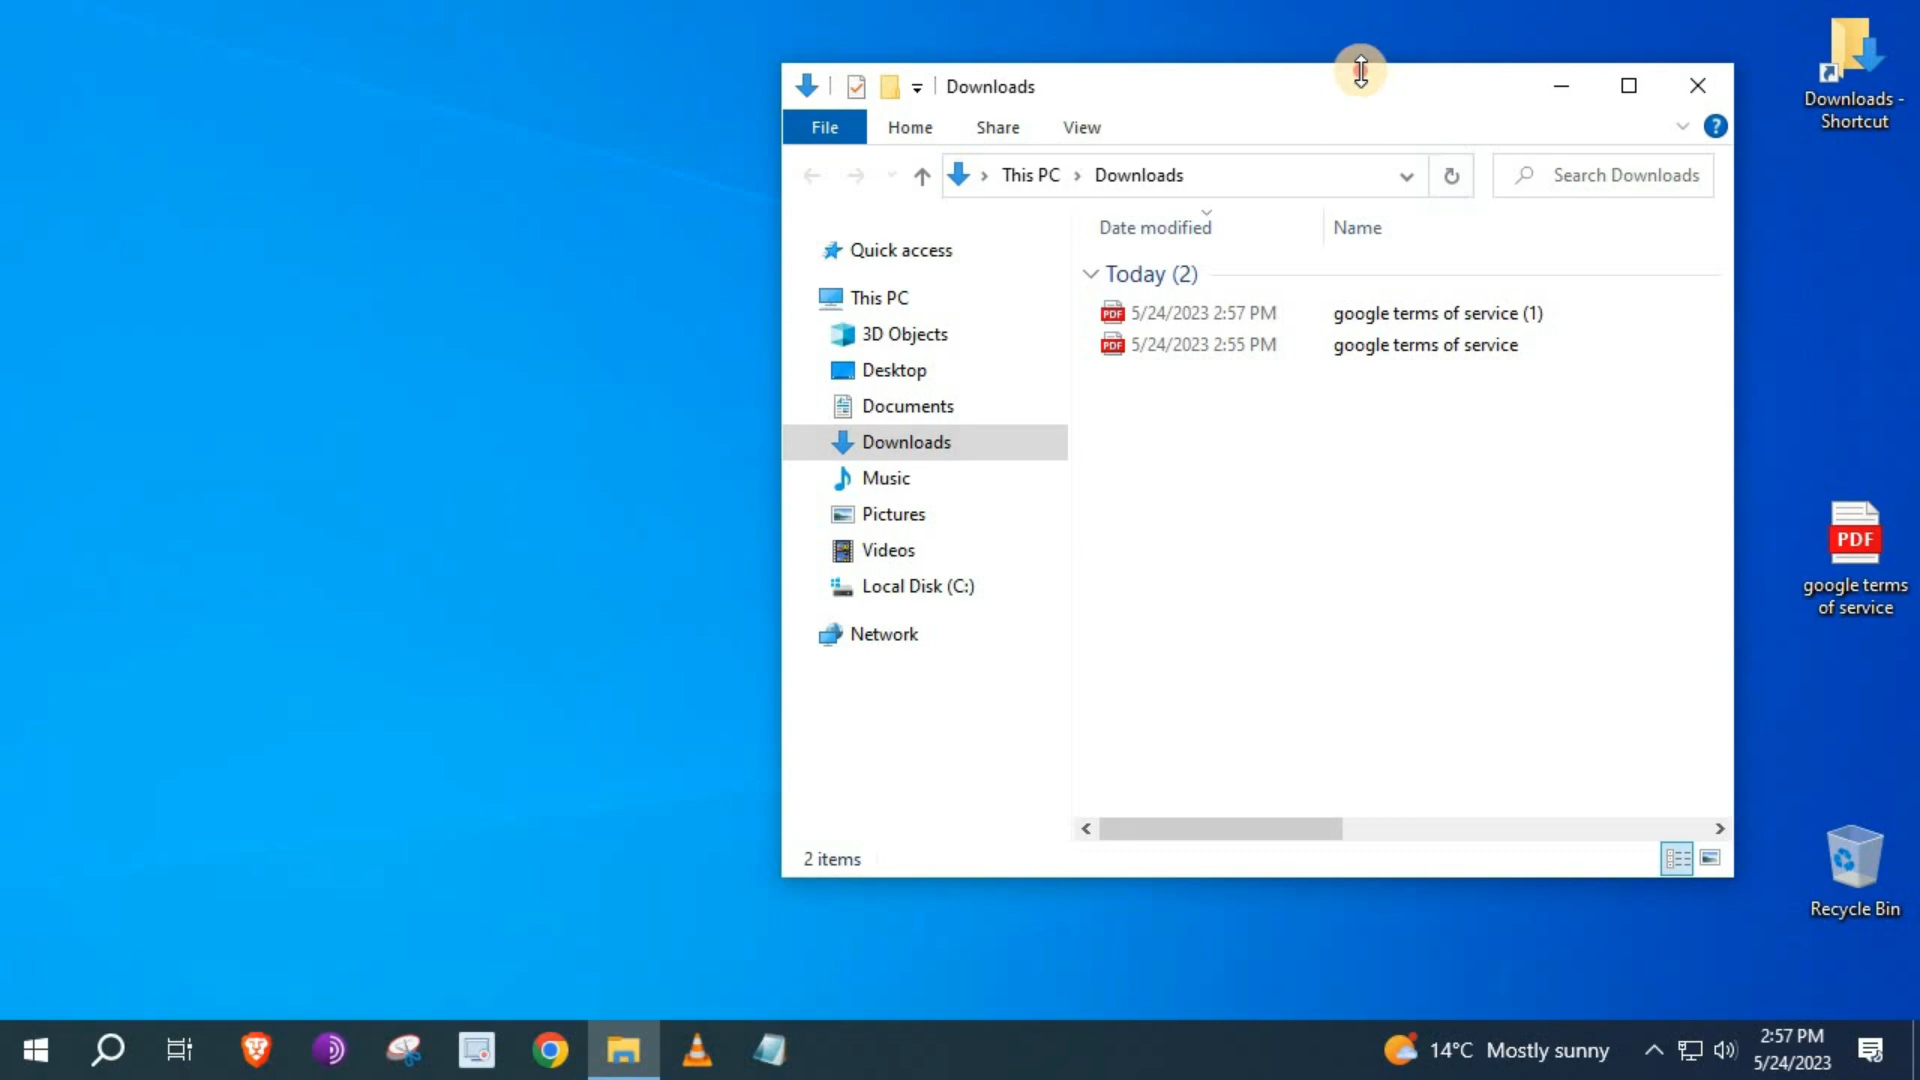 Downloads
File Home Share View
This PC Downloads
Search Downloads
Date modified Name
Quick access
This PC
3D Objects
Desktop
Documents
Downloads
Music
Pictures
Videos
Local Disk (C:)
Network
Today (2)
PDF 5/24/2023 2:57 PM google terms of service (1)
PDF 5/24/2023 2:55 PM google terms of service
2 items
Downloads -
Shortcut
PDF
google terms
of service
Recycle Bin
14°C Mostly sunny
2:57 PM
5/24/2023